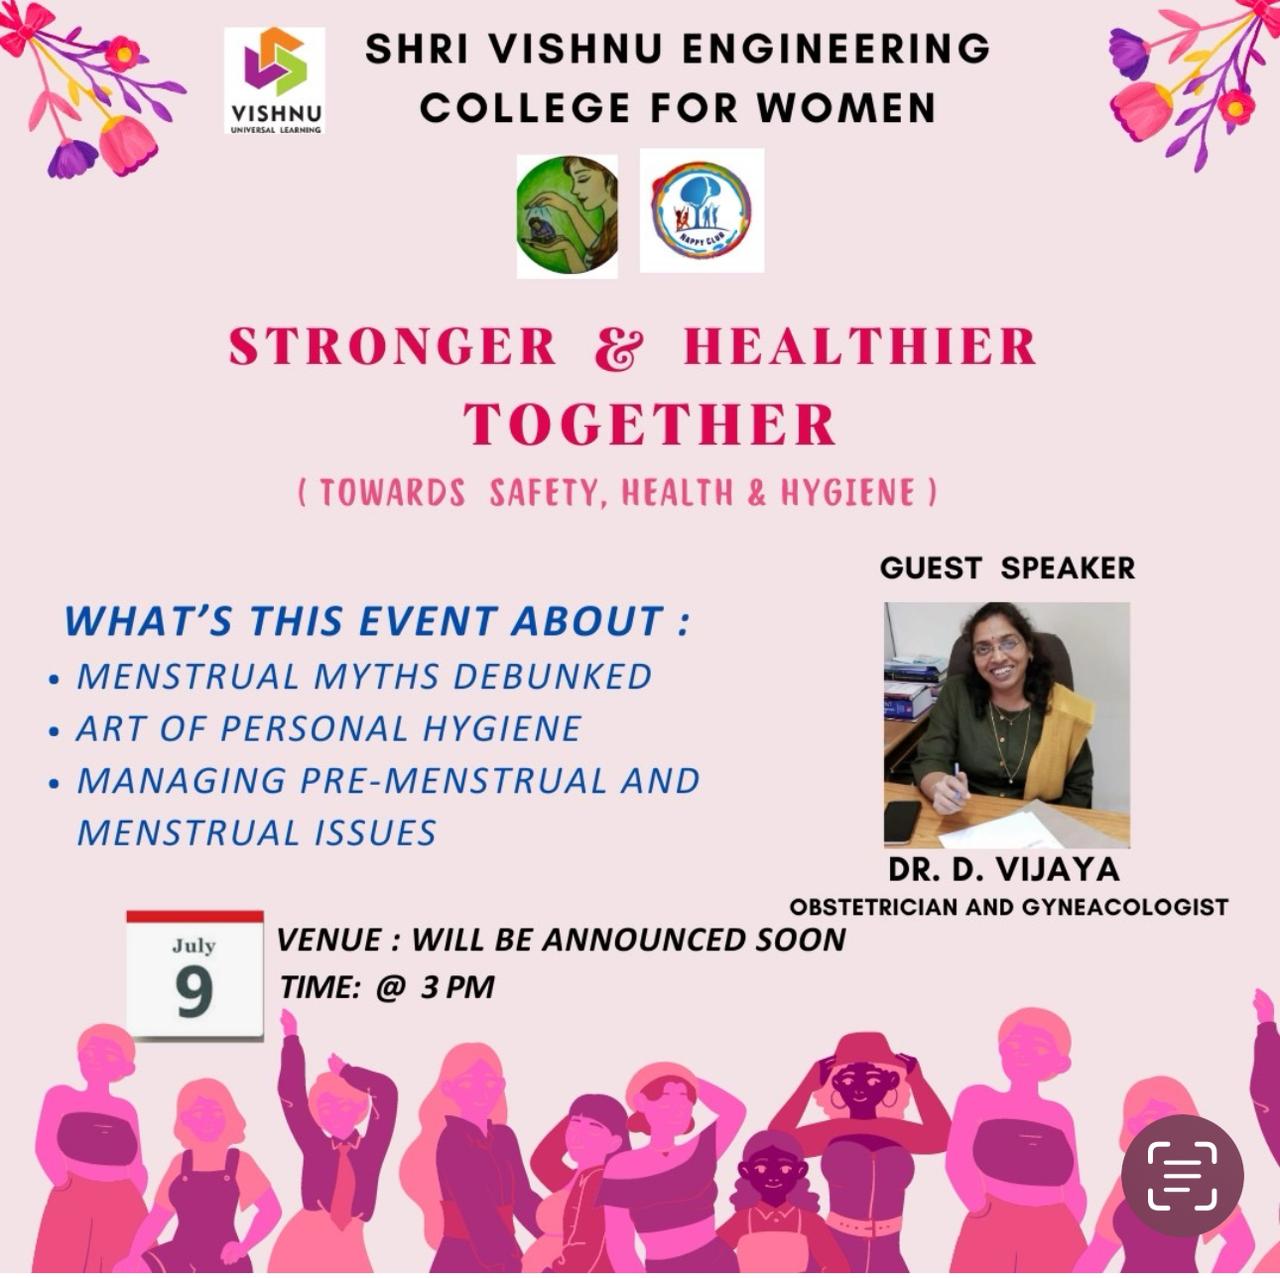 VISHNU
UNIVERSAL LEARNING
SHRI VISHNU ENGINEERING
COLLEGE FOR WOMEN
HAPPY CLUB
STRONGER & HEALTHIER
TOGETHER
( TOWARDS SAFETY, HEALTH & HYGIENE )
GUEST SPEAKER
WHAT'S THIS EVENT ABOUT :
• MENSTRUAL MYTHS DEBUNKED
• ART OF PERSONAL HYGIENE
• MANAGING PRE-MENSTRUAL AND
MENSTRUAL ISSUES
DR. D. VIJAYA
OBSTETRICIAN AND GYNEACOLOGIST
July
9
VENUE : WILL BE ANNOUNCED SOON
TIME: @ 3 PM